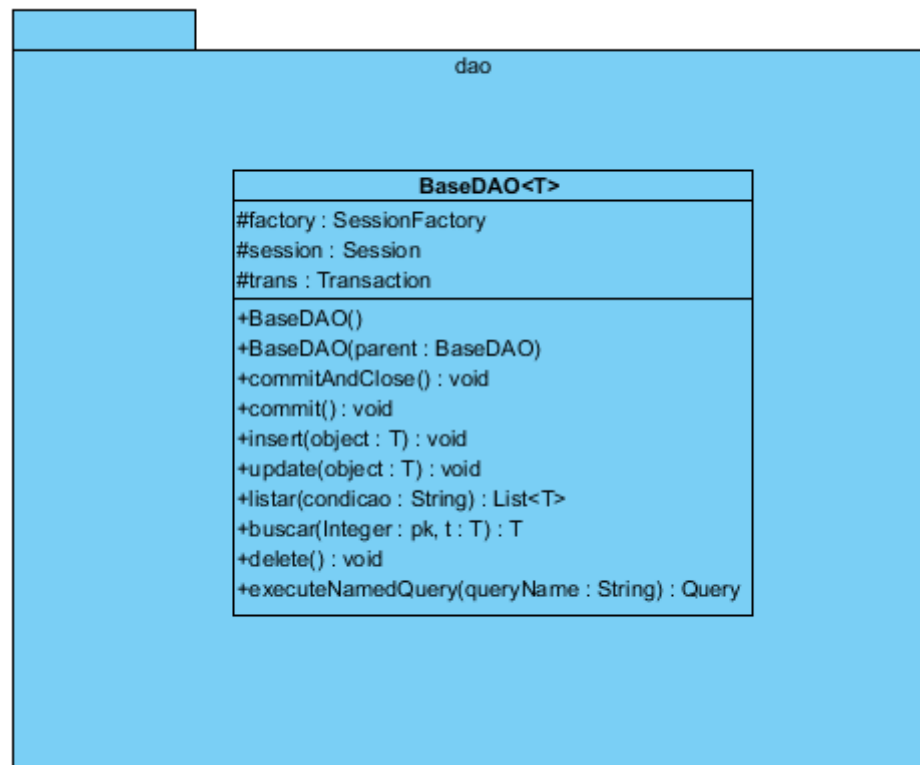 dao
BaseDAO<T>
#factory : SessionFactory
#session : Session
#trans : Transaction
+BaseDAO()
+BaseDAO(parent : BaseDAO)
+commitAndClose() : void
+commit() : void
+insert(object : T) : void
+update(object : T) : void
+listar(condicao : String) : List<T>
+buscar(Integer : pk, t : T) : T
+delete() : void
+executeNamedQuery(queryName : String) : Query